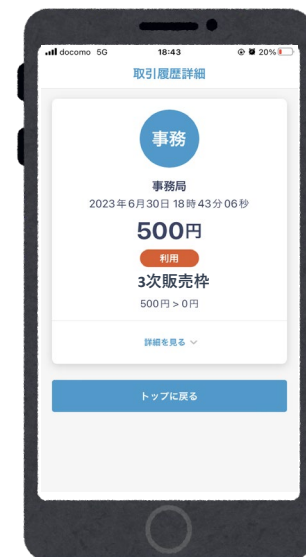 docomo 5G 18:43 20%
取引履歴詳細
事務
事務局
2023年6月30日 18時43分06秒
500円
利用
3次販売枠
500円 > 0円
詳細を見る
トップに戻る